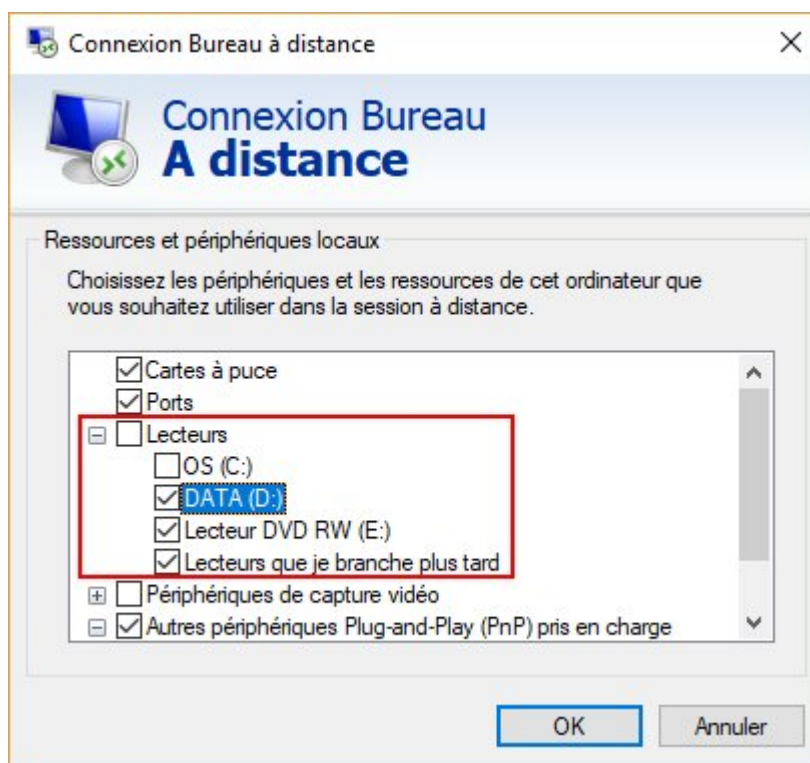 Connexion Bureau à distance
Connexion Bureau
A distance
Ressources et périphériques locaux
Choisissez les périphériques et les ressources de cet ordinateur que
vous souhaitez utiliser dans la session à distance.
Cartes à puce
Ports
Lecteurs
OS (C:)
DATA (D:)
Lecteur DVD RW (E:)
Lecteurs que je branche plus tard
Périphériques de capture vidéo
Autres périphériques Plug-and-Play (PnP) pris en charge
OK
Annuler